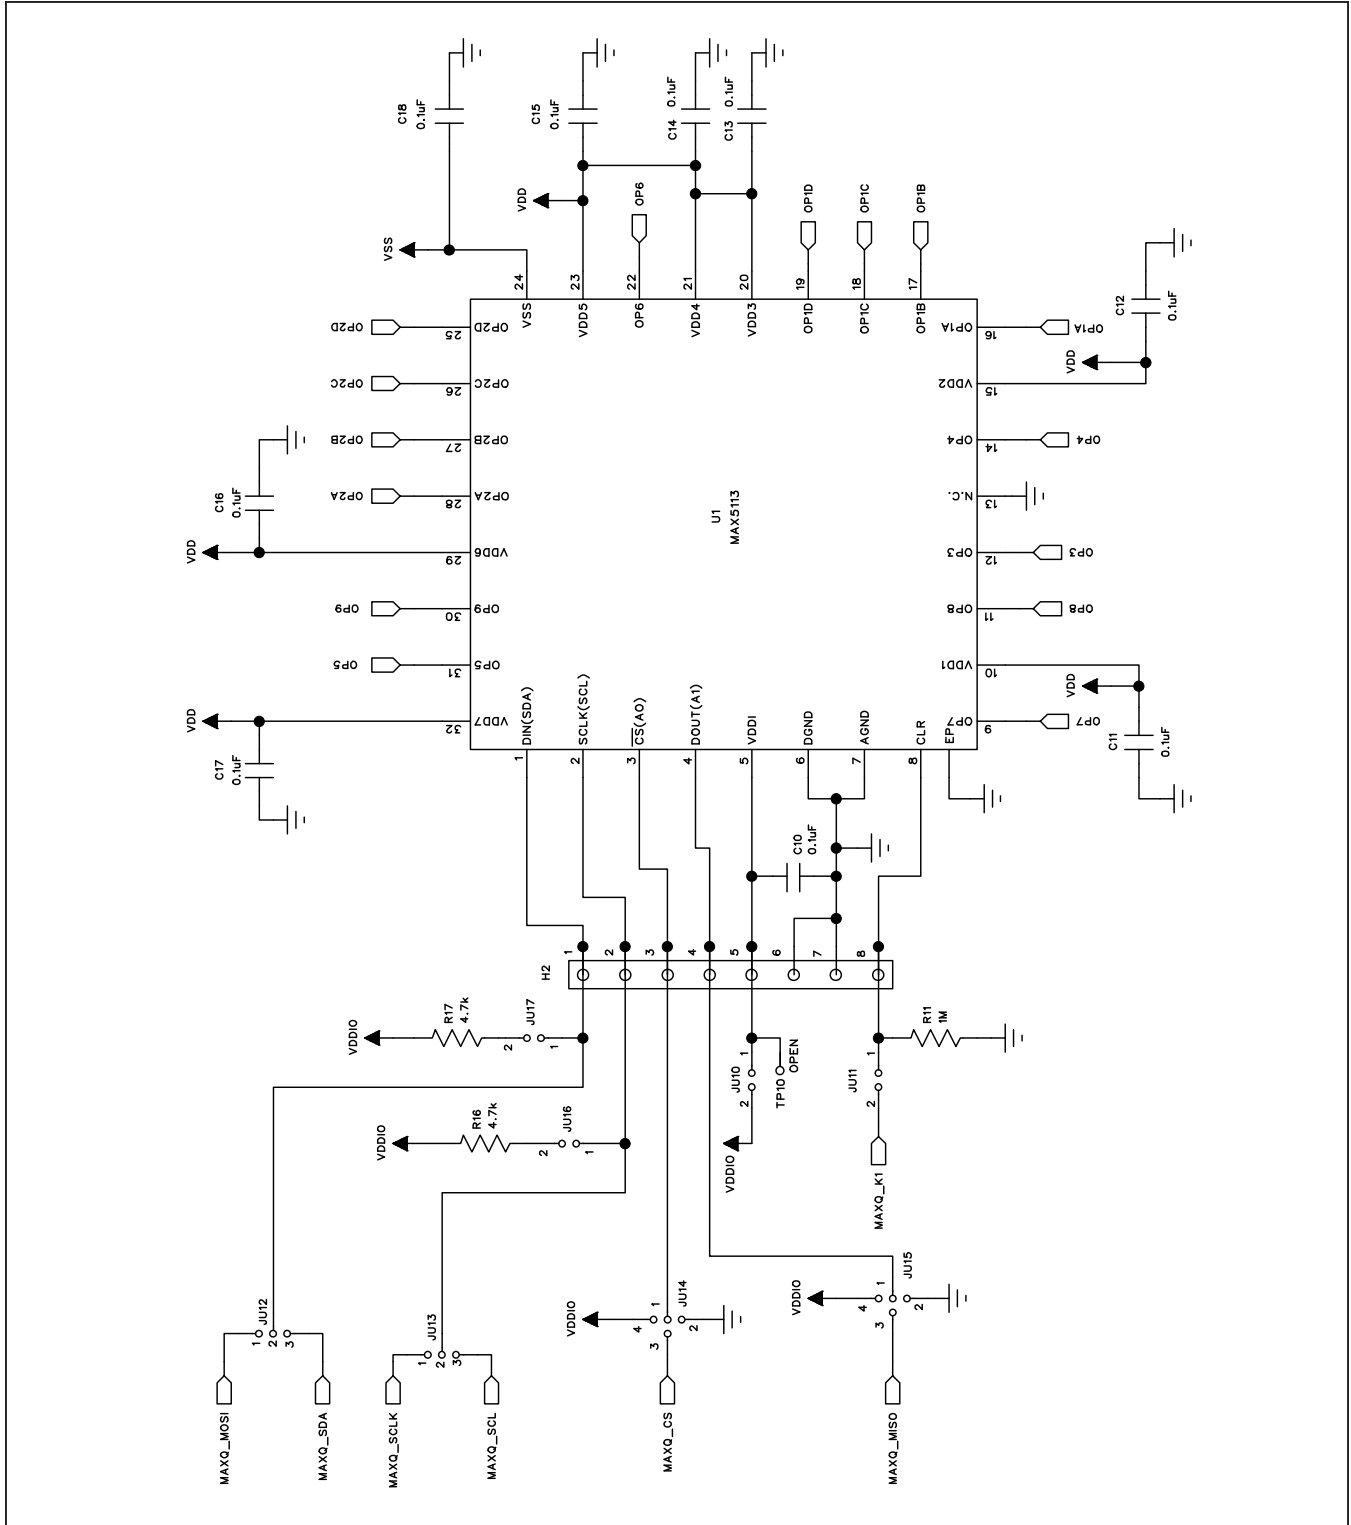 C18
0.1uF
C15
0.1uF
C14 0.1uF
C13 0.1uF
VSS
VDD
OP6
OP1D
OP1C
OP1B
24
23
22
21
20
19
18
17
VSS
VDD5
OP6
VDD4
VDD3
OP1D
OP1C
OP1B
OP2D
25
OP2D
OP2C
26
OP2C
OP2B
27
OP2B
OP2A
28
OP2A
C16
0.1uF
VDD
29
VDD6
OP9
30
OP9
OP5
31
OP5
VDD
32
VDD7
C17
0.1uF
U1
MAX5113
OP1A
16
OP1A
C12
0.1uF
VDD
VDD2
15
OP4
14
OP4
N.C.
13
OP3
12
OP3
OP8
11
OP8
VDD1
10
VDD
OP7
9
OP7
C11
0.1uF
DIN(SDA)
SCLK(SCL)
CS(A0)
DOUT(A1)
VDDI
DGND
AGND
CLR
EP
1
2
3
4
5
6
7
8
C10
0.1uF
H2
1
2
3
4
5
6
7
8
VDDIO
R17
4.7k
2
1
JU17
VDDIO
R16
4.7k
2
1
JU16
JU10
1
2
TP10
OPEN
VDDIO
JU11
1
2
R11
1M
MAXQ_K1
JU12
1
2
3
MAXQ_MOSI
MAXQ_SDA
JU13
1
2
3
MAXQ_SCLK
MAXQ_SCL
VDDIO
JU14
4
1
3
2
MAXQ_CS
VDDIO
JU15
4
1
3
2
MAXQ_MISO